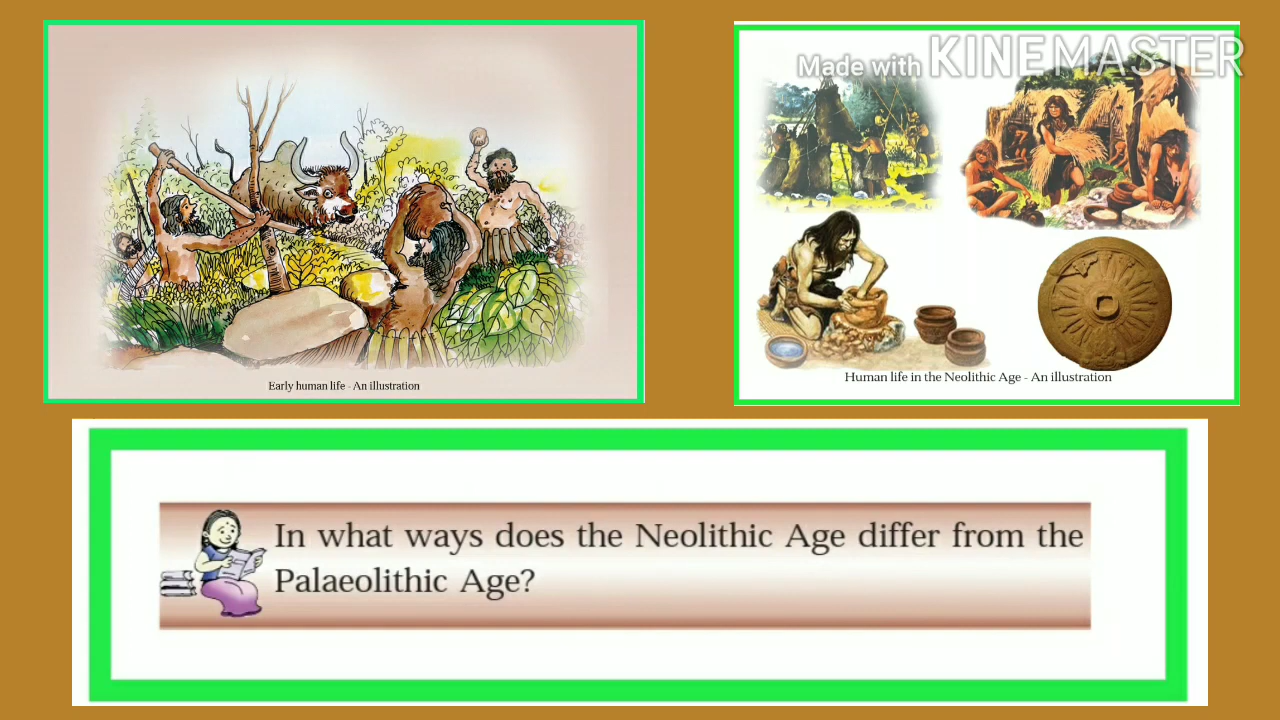 Made with KINEMASTER
Early human life - An illustration
Human life in the Neolithic Age - An illustration
In what ways does the Neolithic Age differ from the
Palaeolithic Age?